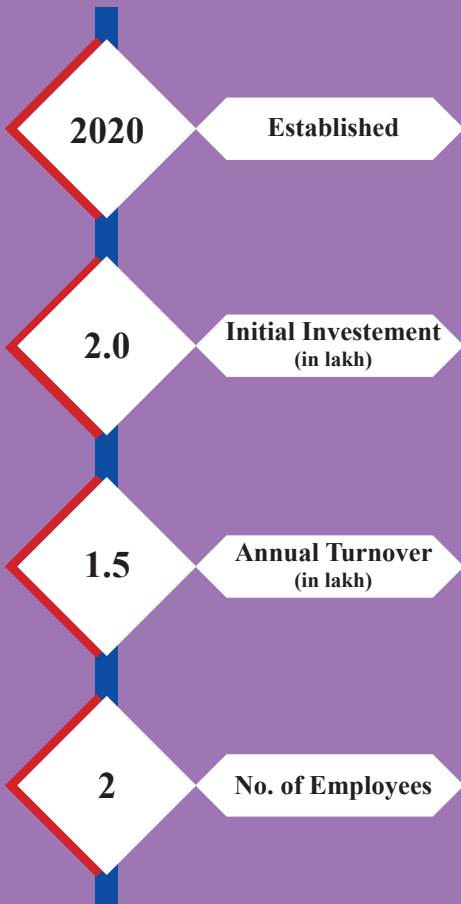 2020
Established
2.0
Initial Investement
(in lakh)
1.5
Annual Turnover
(in lakh)
2
No. of Employees